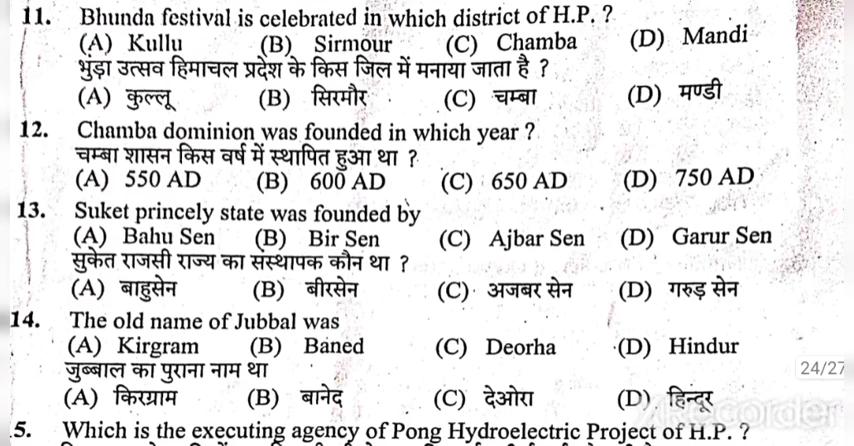 11. Bhunda festival is celebrated in which district of H.P. ?
(A) Kullu (B) Sirmour (C) Chamba (D) Mandi
भुंडा उत्सव हिमाचल प्रदेश के किस जिल में मनाया जाता है ?
(A) कुल्लू (B) सिरमौर (C) चम्बा (D) मण्डी
12. Chamba dominion was founded in which year ?
चम्बा शासन किस वर्ष में स्थापित हुआ था ?
(A) 550 AD (B) 600 AD (C) 650 AD (D) 750 AD
13. Suket princely state was founded by
(A) Bahu Sen (B) Bir Sen (C) Ajbar Sen (D) Garur Sen
सुकेत राजसी राज्य का संस्थापक कौन था ?
(A) बाहुसेन (B) बीरसेन (C) अजबर सेन (D) गरुड़ सेन
14. The old name of Jubbal was
(A) Kirgram (B) Baned (C) Deorha (D) Hindur
24/27
जुब्बाल का पुराना नाम था
(A) किरग्राम (B) बानेद (C) देओरा (D) हिन्दूर
XRecorder
5. Which is the executing agency of Pong Hydroelectric Project of H.P. ?